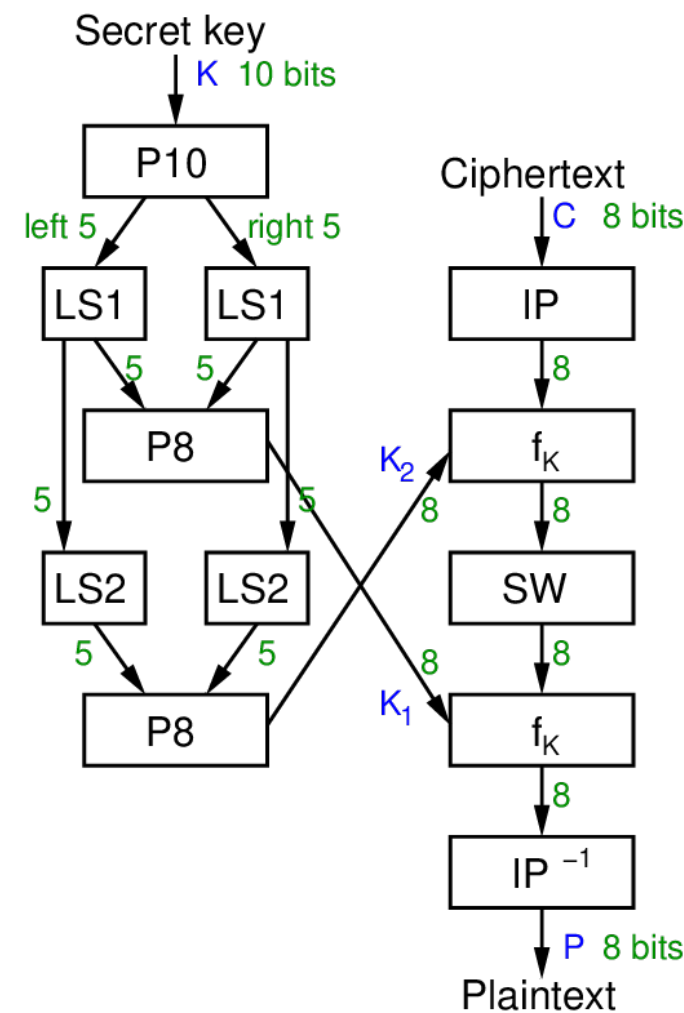 Secret key
K 10 bits
P10
left 5
right 5
LS1
LS1
5
5
P8
5
5
LS2
LS2
5
5
P8
K2
8
8
K1
Ciphertext
C 8 bits
IP
8
fK
8
SW
8
fK
8
IP −1
P 8 bits
Plaintext